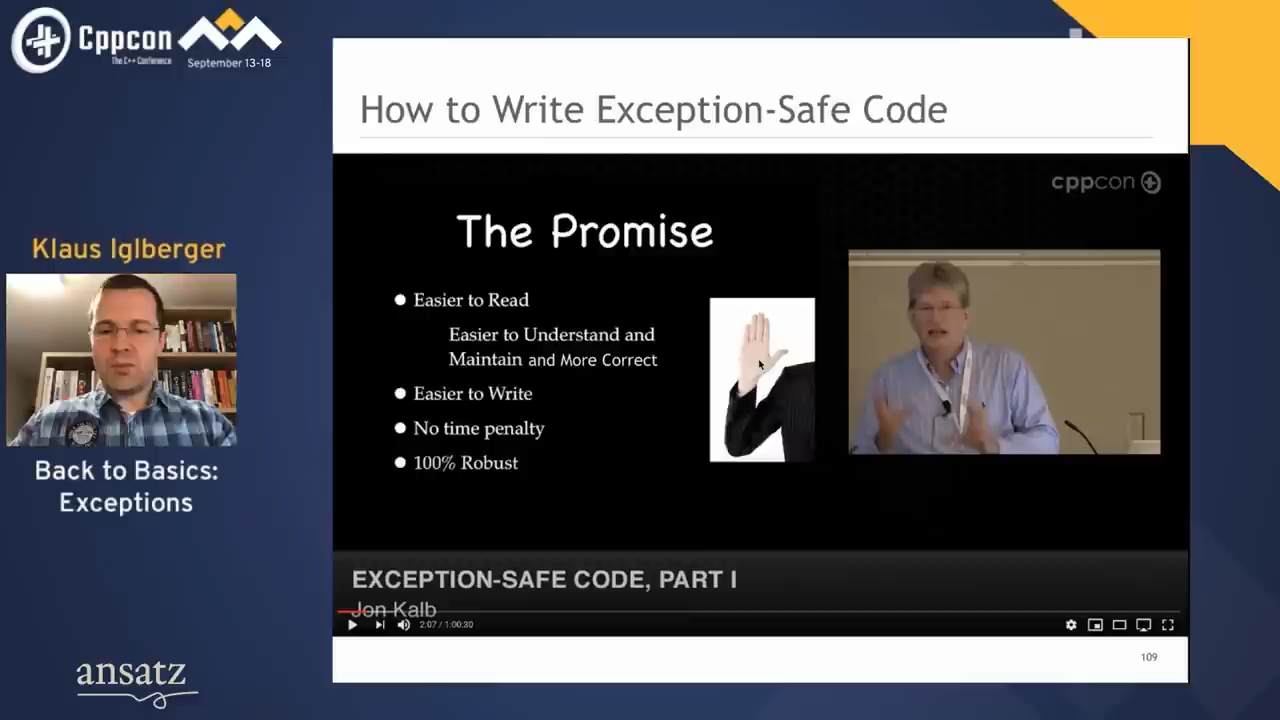 Cppcon
The C++ Conference
September 13-18
Klaus Iglberger
Back to Basics:
Exceptions
ansatz
How to Write Exception-Safe Code
cppcon
The Promise
Easier to Read
Easier to Understand and
Maintain and More Correct
Easier to Write
No time penalty
100% Robust
EXCEPTION-SAFE CODE, PART I
Jon Kalb
2:07 / 1:00:30
109